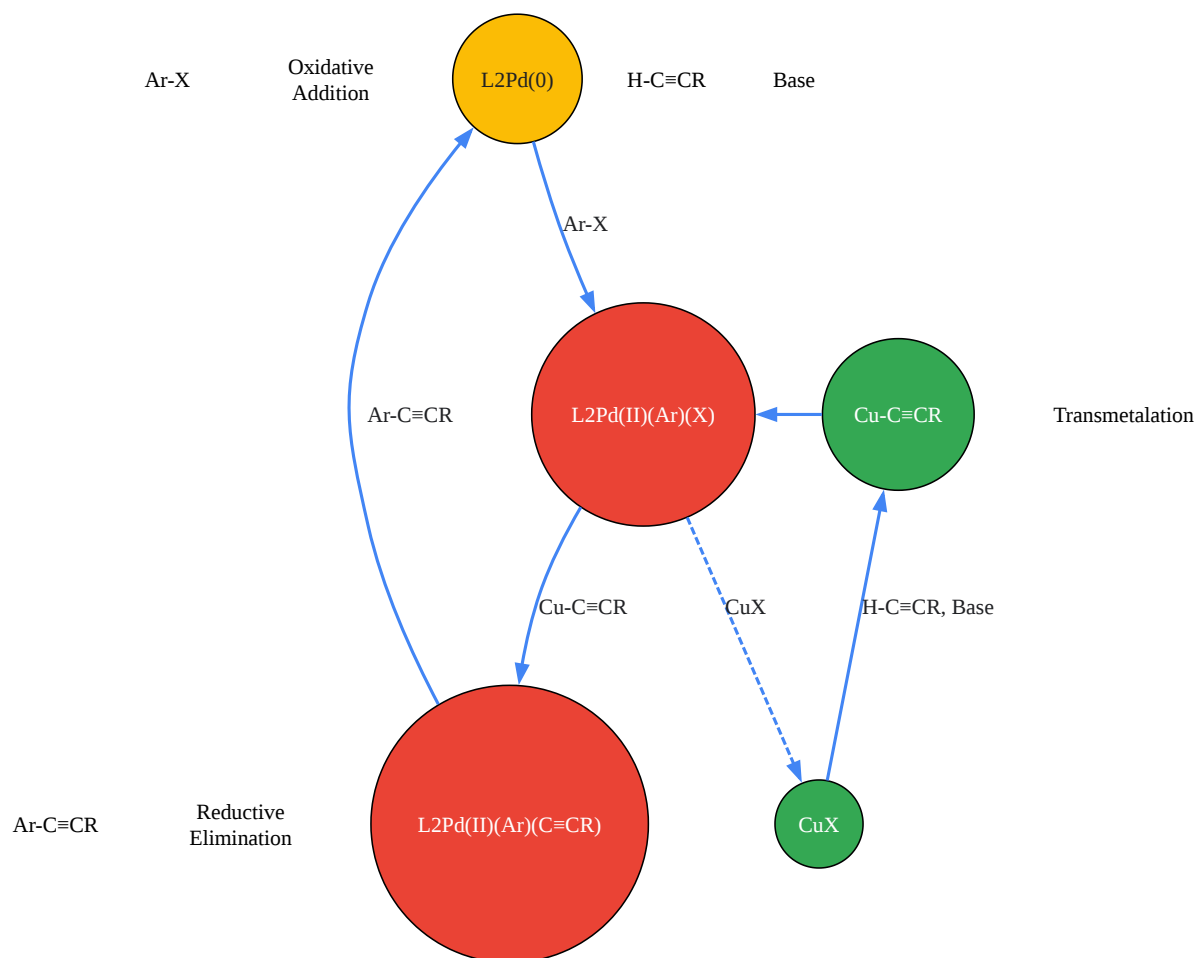 Ar-X
Oxidative
Addition
L2Pd(0)
H-C≡CR
Base
Ar-X
Ar-C≡CR
L2Pd(II)(Ar)(X)
Cu-C≡CR
Transmetalation
Cu-C≡CR
CuX
H-C≡CR, Base
Ar-C≡CR
Reductive
Elimination
L2Pd(II)(Ar)(C≡CR)
CuX